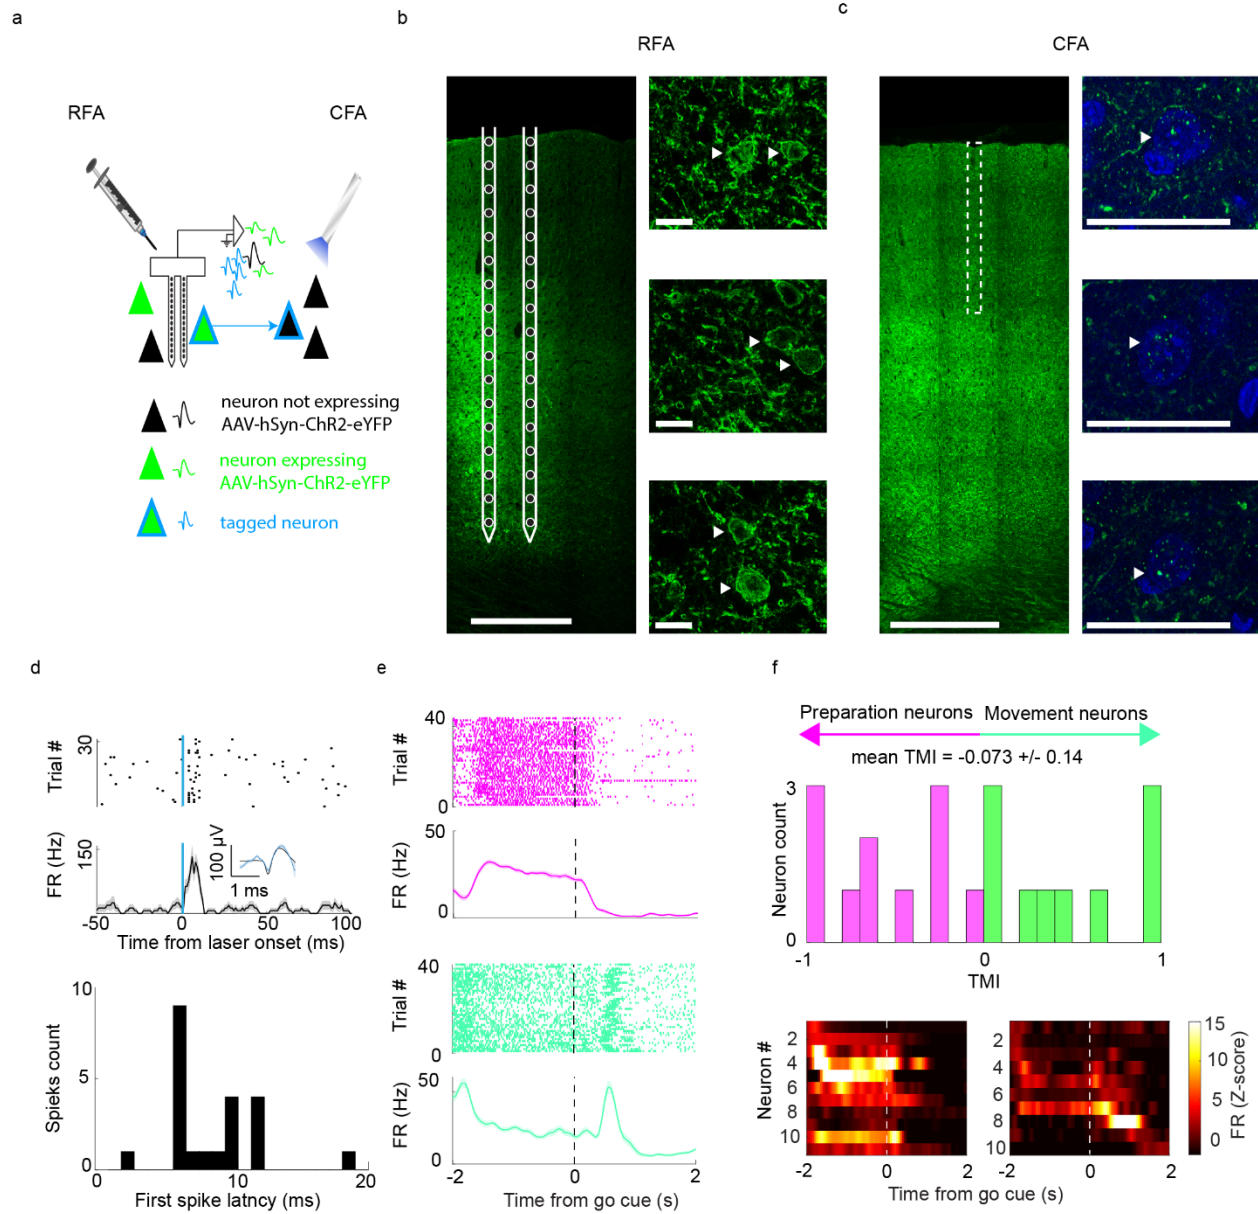 a
RFA
CFA
neuron not expressing
AAV-hSyn-ChR2-eYFP
neuron expressing
AAV-hSyn-ChR2-eYFP
tagged neuron
b
RFA
c
CFA
d
Trial #
30
0
FR (Hz)
150
0
100 µV
1 ms
-50
0
50
100
Time from laser onset (ms)
Spieks count
10
5
0
0
10
20
First spike latncy (ms)
e
Trial #
40
0
FR (Hz)
50
0
Trial #
40
0
FR (Hz)
50
0
-2
0
2
Time from go cue (s)
f
Preparation neurons
Movement neurons
mean TMI = -0.073 +/- 0.14
Neuron count
3
0
-1
0
1
TMI
Neuron #
2
4
6
8
10
-2
0
2
2
4
6
8
10
-2
0
2
Time from go cue (s)
15
10
5
0
FR (Z-score)